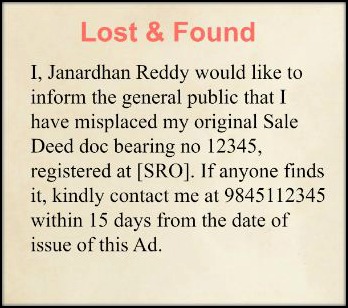 Lost & Found
I, Janardhan Reddy would like to
inform the general public that I
have misplaced my original Sale
Deed doc bearing no 12345,
registered at [SRO]. If anyone finds
it, kindly contact me at 9845112345
within 15 days from the date of
issue of this Ad.